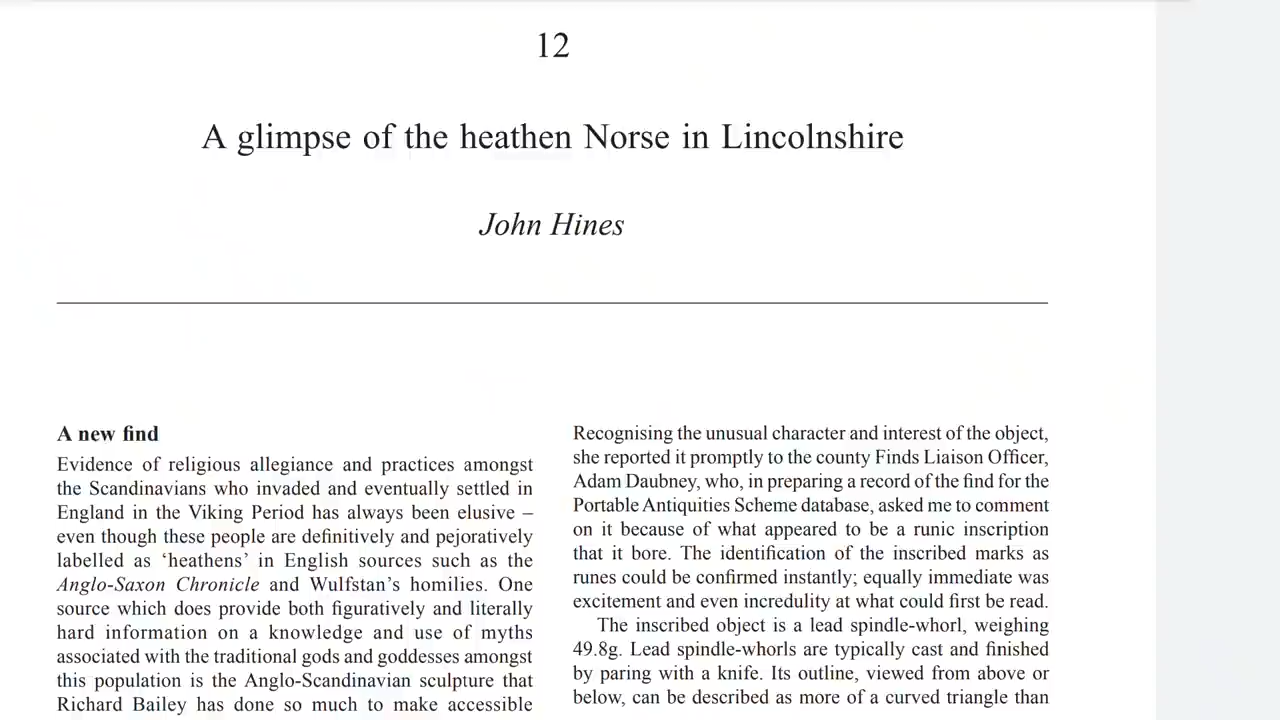 12
A glimpse of the heathen Norse in Lincolnshire
John Hines
A new find
Evidence of religious allegiance and practices amongst
the Scandinavians who invaded and eventually settled in
England in the Viking Period has always been elusive –
even though these people are definitively and pejoratively
labelled as ‘heathens’ in English sources such as the
Anglo-Saxon Chronicle and Wulfstan’s homilies. One
source which does provide both figuratively and literally
hard information on a knowledge and use of myths
associated with the traditional gods and goddesses amongst
this population is the Anglo-Scandinavian sculpture that
Richard Bailey has done so much to make accessible
Recognising the unusual character and interest of the object,
she reported it promptly to the county Finds Liaison Officer,
Adam Daubney, who, in preparing a record of the find for the
Portable Antiquities Scheme database, asked me to comment
on it because of what appeared to be a runic inscription
that it bore. The identification of the inscribed marks as
runes could be confirmed instantly; equally immediate was
excitement and even incredulity at what could first be read.
The inscribed object is a lead spindle-whorl, weighing
49.8g. Lead spindle-whorls are typically cast and finished
by paring with a knife. Its outline, viewed from above or
below, can be described as more of a curved triangle than